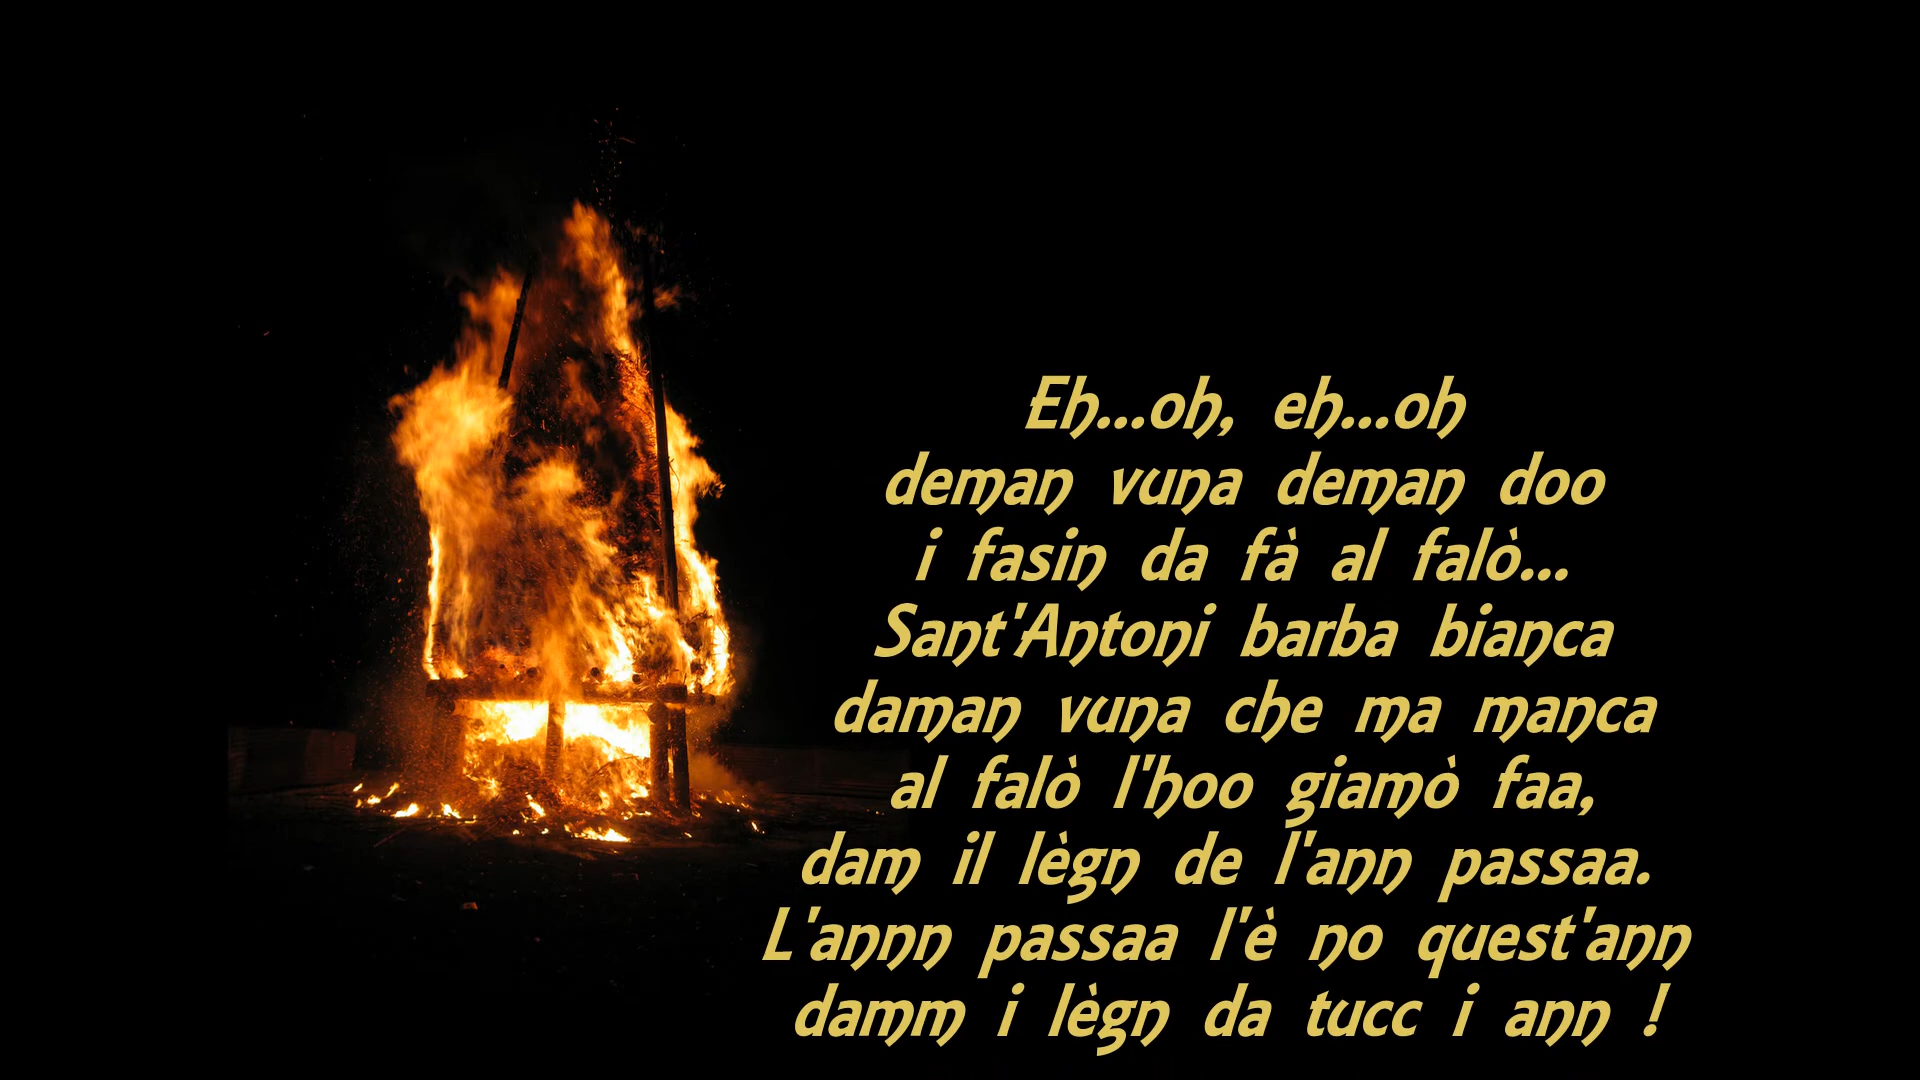 Eh...oh, eh...oh
deman vuna deman doo
i fasin da fà al falò...
Sant'Antoni barba bianca
daman vuna che ma manca
al falò l'hoo giamò faa,
dam il lègn de l'ann passaa.
L'annn passaa l'è no quest'ann
damm i lègn da tucc i ann !